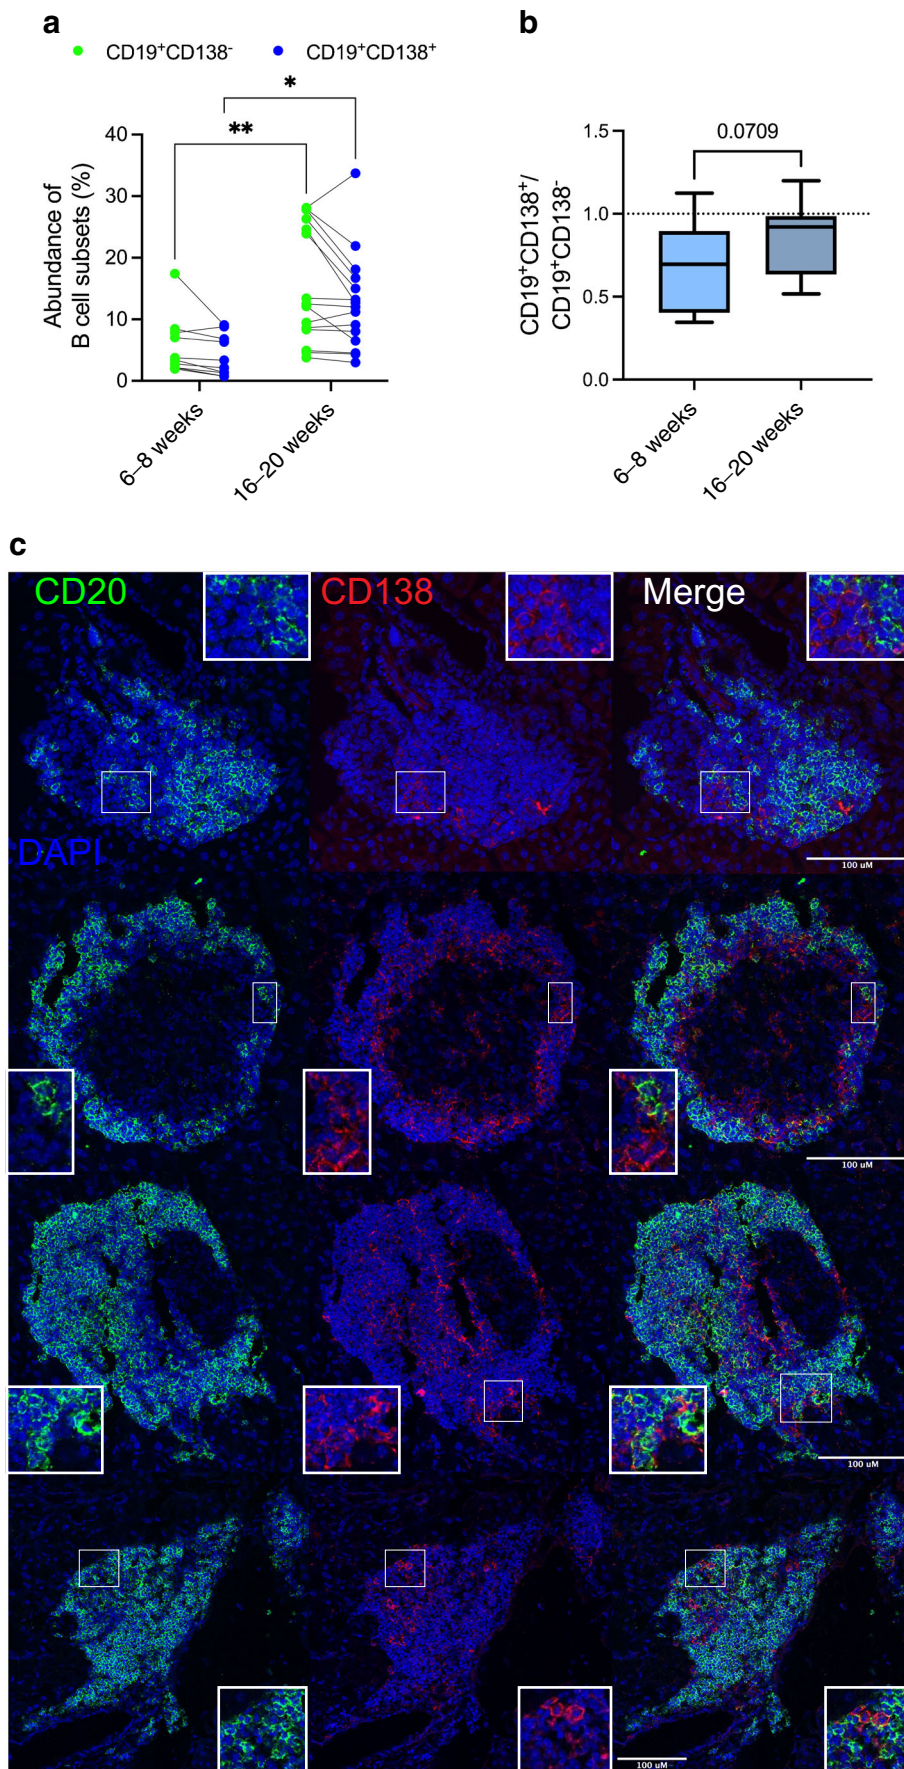 a
CD19⁺CD138⁻
CD19⁺CD138⁺
*
**
Abundance of
B cell subsets (%)
40
30
20
10
0
6–8 weeks
16–20 weeks
b
0.0709
CD19⁺CD138⁺/
CD19⁺CD138⁻
1.5
1.0
0.5
0.0
6–8 weeks
16–20 weeks
c
CD20
CD138
Merge
DAPI
100 uM
100 uM
100 uM
100 uM